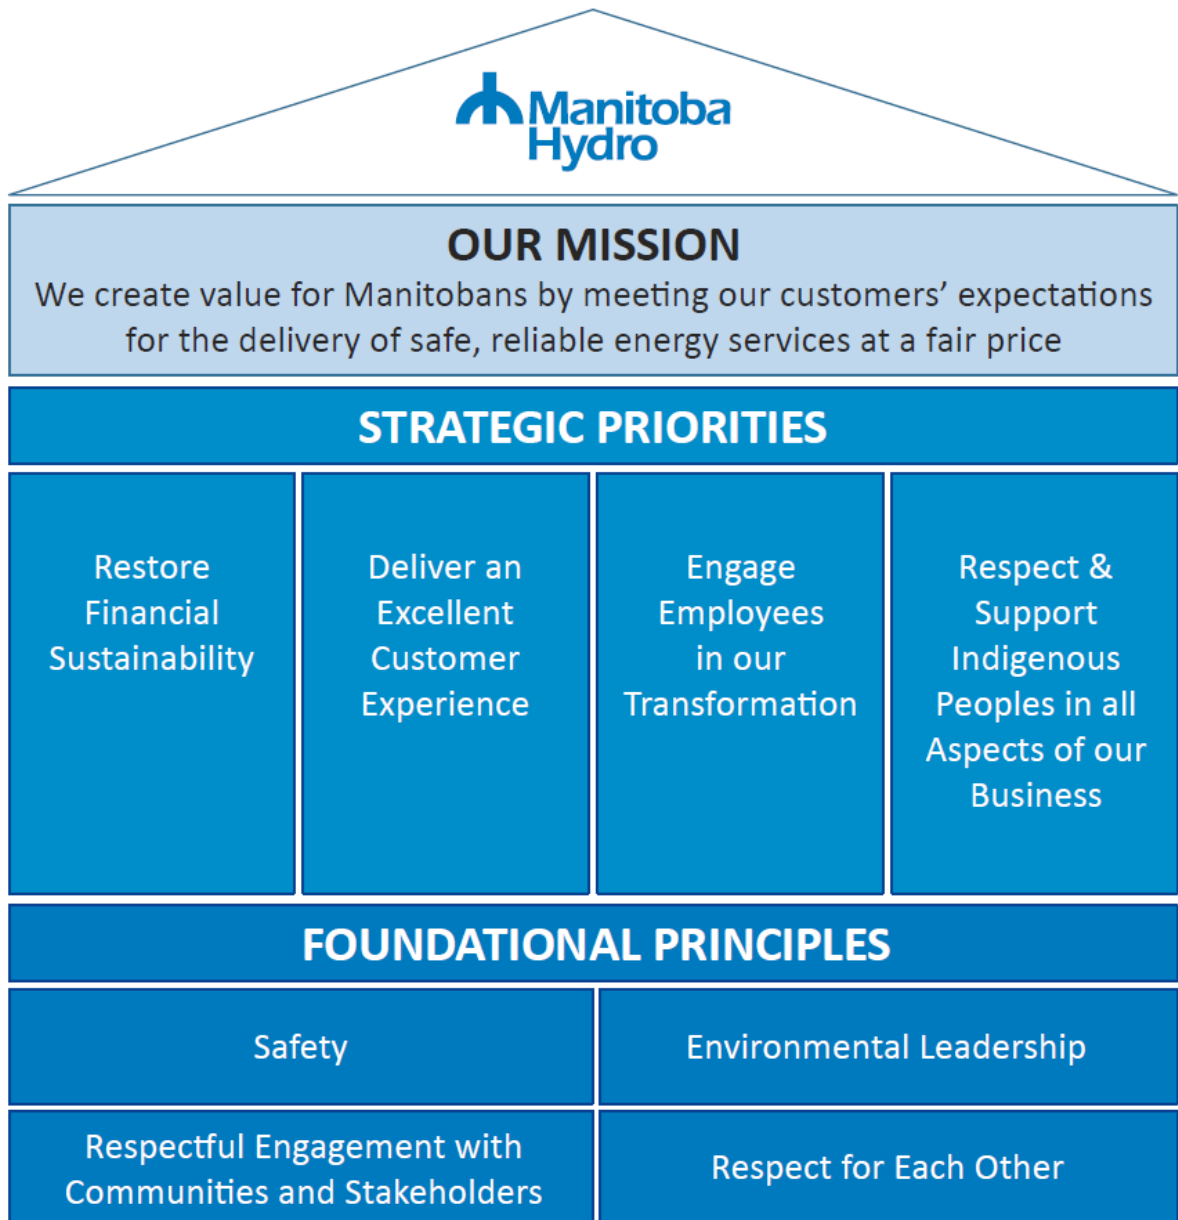 Manitoba
Hydro
OUR MISSION
We create value for Manitobans by meeting our customers’ expectations
for the delivery of safe, reliable energy services at a fair price
STRATEGIC PRIORITIES
Restore
Financial
Sustainability
Deliver an
Excellent
Customer
Experience
Engage
Employees
in our
Transformation
Respect &
Support
Indigenous
Peoples in all
Aspects of our
Business
FOUNDATIONAL PRINCIPLES
Safety
Environmental Leadership
Respectful Engagement with
Communities and Stakeholders
Respect for Each Other